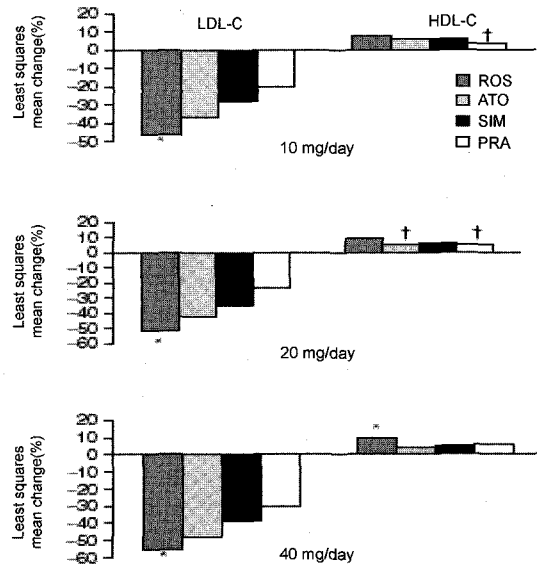 LDL-C
HDL-C
Least squares
mean change(%)
20
10
0
−10
−20
−30
−40
−50
*
†
ROS
ATO
SIM
PRA
10 mg/day
Least squares
mean change(%)
20
10
0
−10
−20
−30
−40
−50
−60
*
†
†
20 mg/day
Least squares
mean change(%)
20
10
0
−10
−20
−30
−40
−50
−60
*
*
40 mg/day